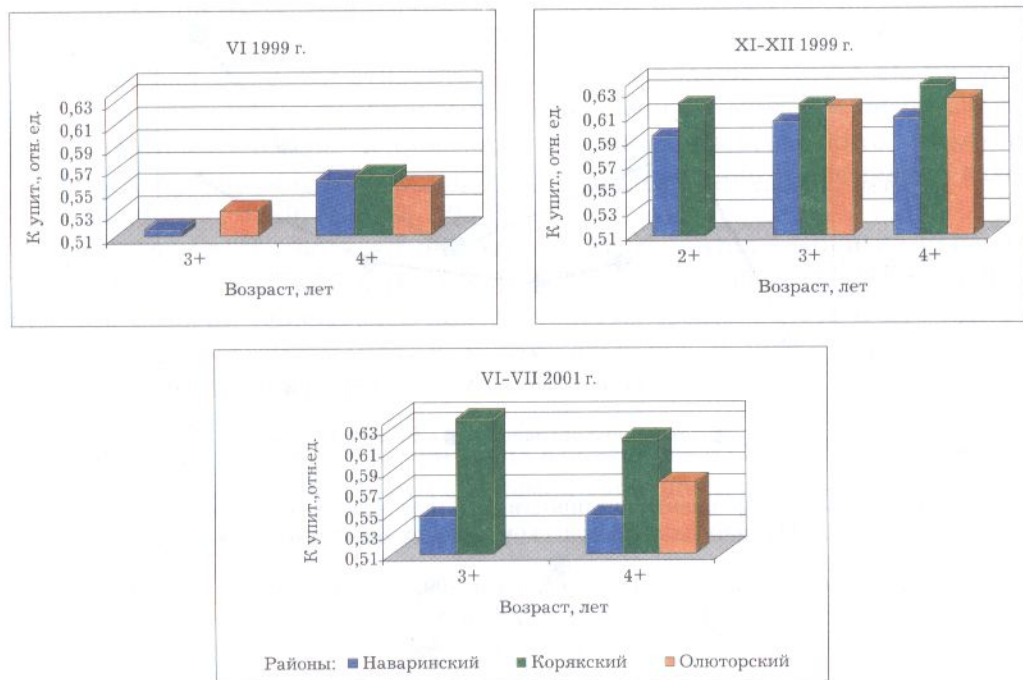 VI 1999 г.
К упит., отн. ед.
0,63
0,61
0,59
0,57
0,55
0,53
0,51
3+ 4+
Возраст, лет
XI-XII 1999 г.
К упит., отн. ед.
0,63
0,61
0,59
0,57
0,55
0,53
0,51
2+ 3+ 4+
Возраст, лет
VI-VII 2001 г.
К упит.,отн.ед.
0,63
0,61
0,59
0,57
0,55
0,53
0,51
3+ 4+
Возраст, лет
Районы: Наваринский Корякский Олюторский